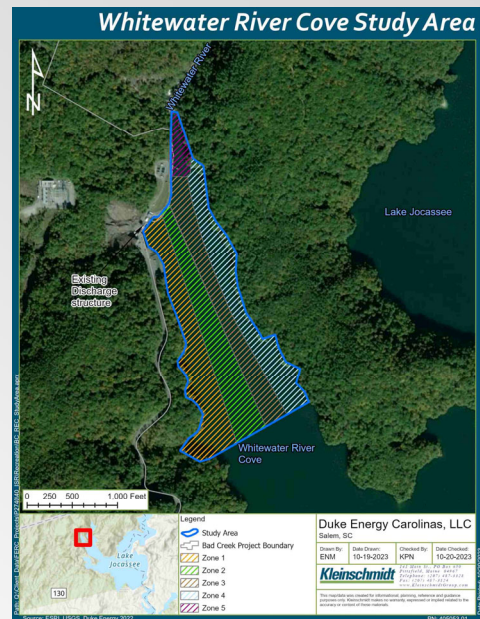 Whitewater River Cove Study Area
N
Whitewater River
Lake Jocassee
Existing
Discharge
structure
Whitewater River
Cove
0 250 500 1,000 Feet
Lake
Jocassee
130
Legend
Study Area
Bad Creek Project Boundary
Zone 1
Zone 2
Zone 3
Zone 4
Zone 5
Duke Energy Carolinas, LLC
Salem, SC
Drawn By: Date Drawn: Checked By: Date Checked:
ENM 10-19-2023 KPN 10-20-2023
Kleinschmidt
Source: ESRI, USGS, Duke Energy 2022